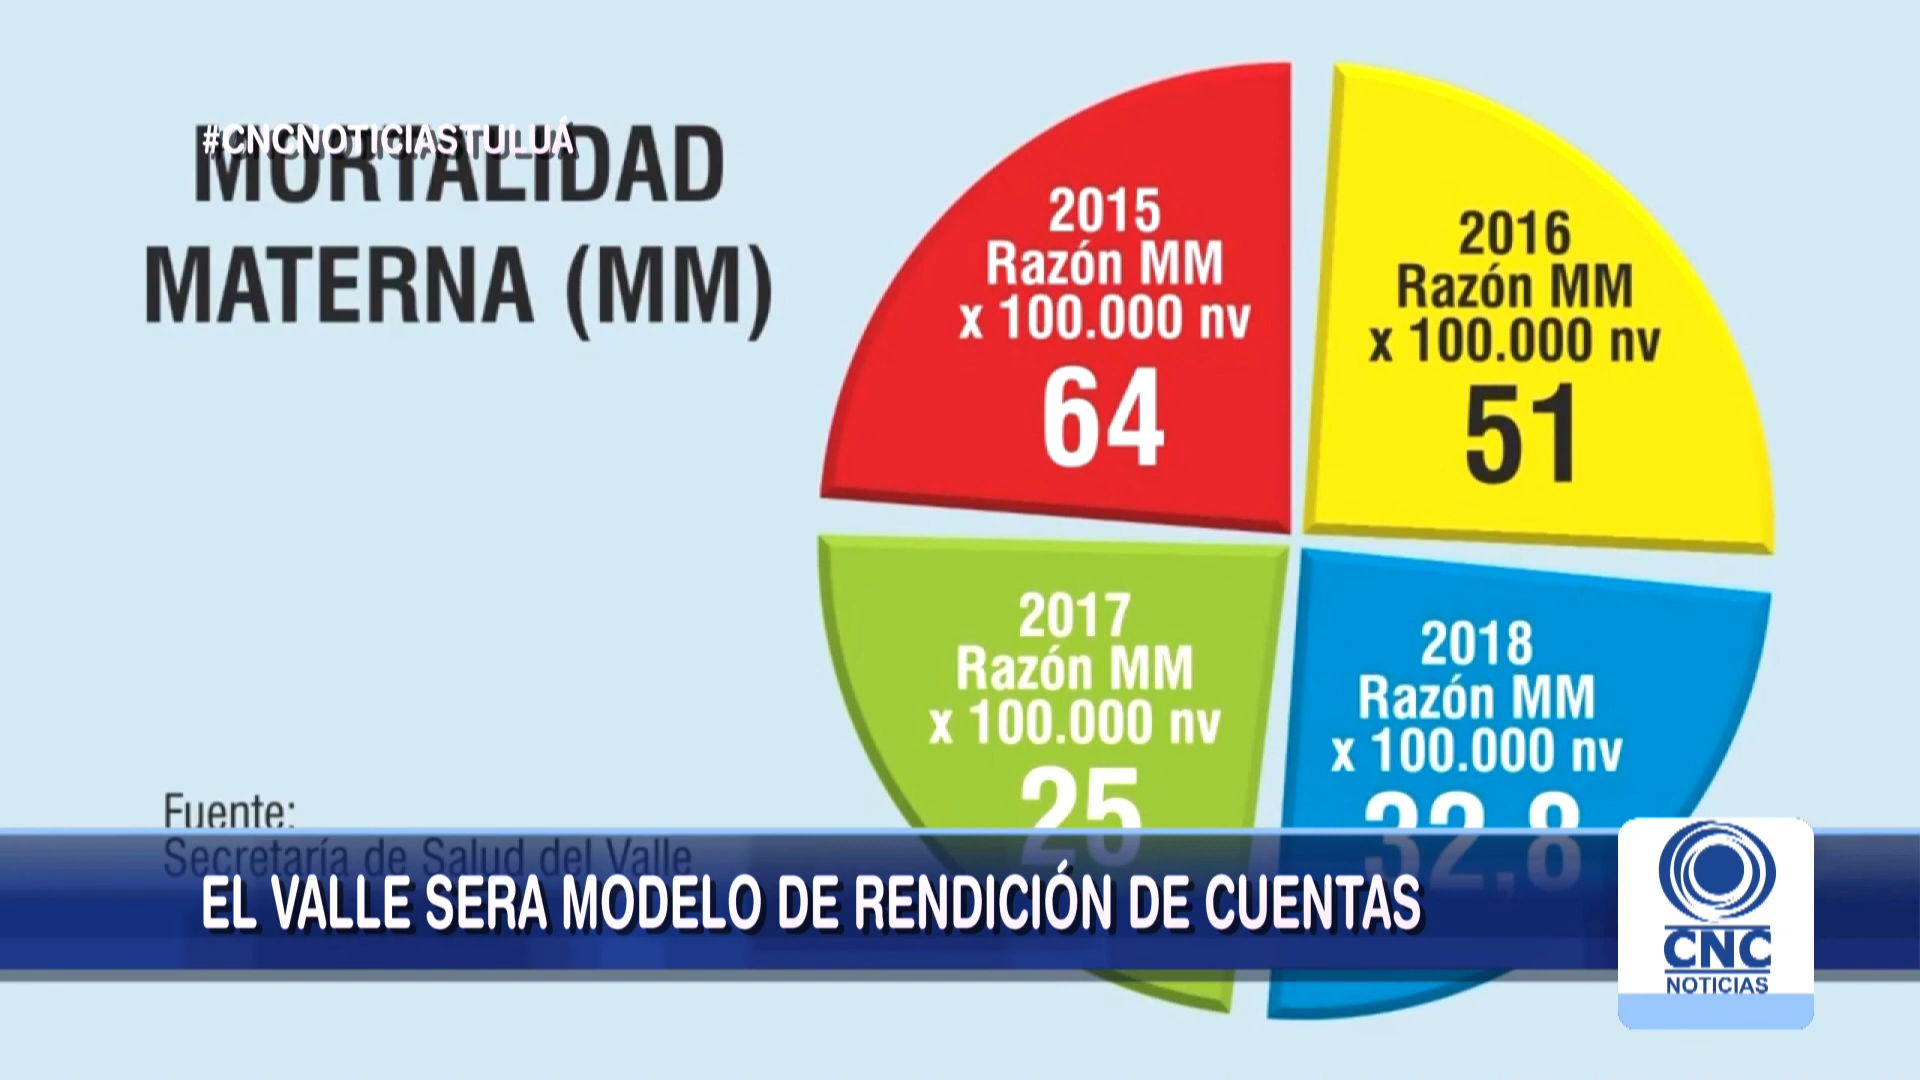 #CNCNOTICIASTULUÁ
MORTALIDAD
MATERNA (MM)
2015
Razón MM
x 100.000 nv
64
2016
Razón MM
x 100.000 nv
51
2017
Razón MM
x 100.000 nv
25
2018
Razón MM
x 100.000 nv
32,8
Fuente:
Secretaría de Salud del Valle
EL VALLE SERA MODELO DE RENDICIÓN DE CUENTAS
CNC
NOTICIAS